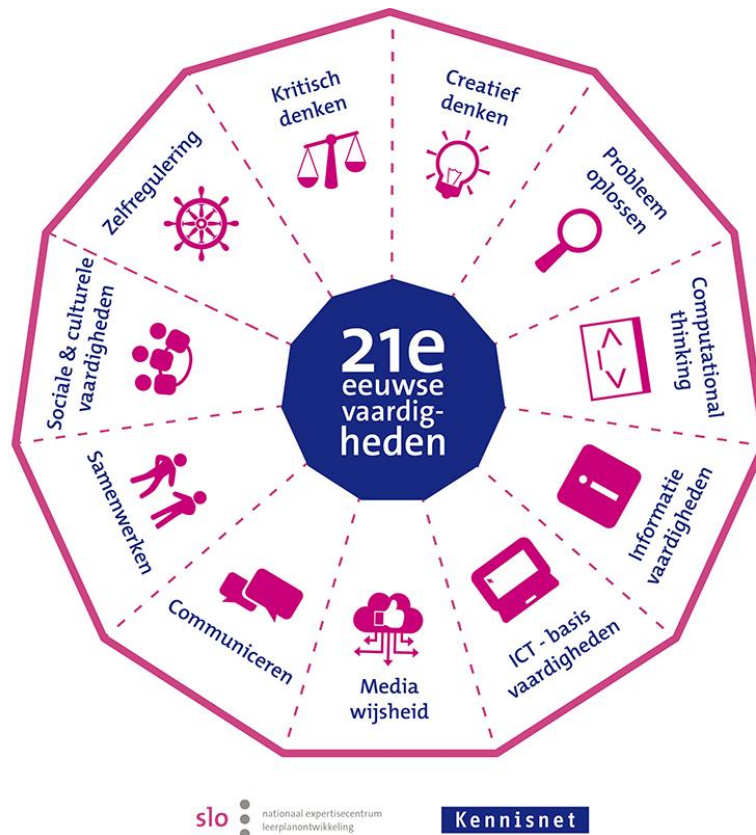 Kritisch
denken
Creatief
denken
Probleem
oplossen
Computational
thinking
Informatie
vaardigheden
ICT - basis
vaardigheden
Media
wijsheid
Communiceren
Samenwerken
Sociale & culturele
vaardigheden
Zelfregulering
21e
eeuwse
vaardig-
heden
slo
nationaal expertisecentrum
leerplanontwikkeling
Kennisnet